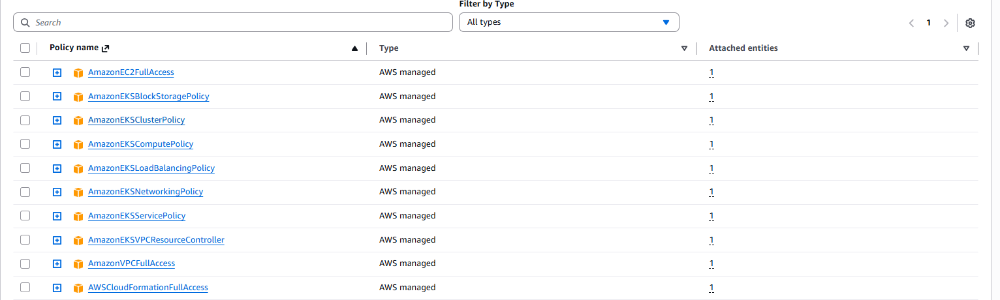 Filter by Type
Search
All types
1
Policy name Type Attached entities
AmazonEC2FullAccess AWS managed 1
AmazonEKSBlockStoragePolicy AWS managed 1
AmazonEKSClusterPolicy AWS managed 1
AmazonEKSComputePolicy AWS managed 1
AmazonEKSLoadBalancingPolicy AWS managed 1
AmazonEKSNetworkingPolicy AWS managed 1
AmazonEKSServicePolicy AWS managed 1
AmazonEKSVPCResourceController AWS managed 1
AmazonVPCFullAccess AWS managed 1
AWSCloudFormationFullAccess AWS managed 1